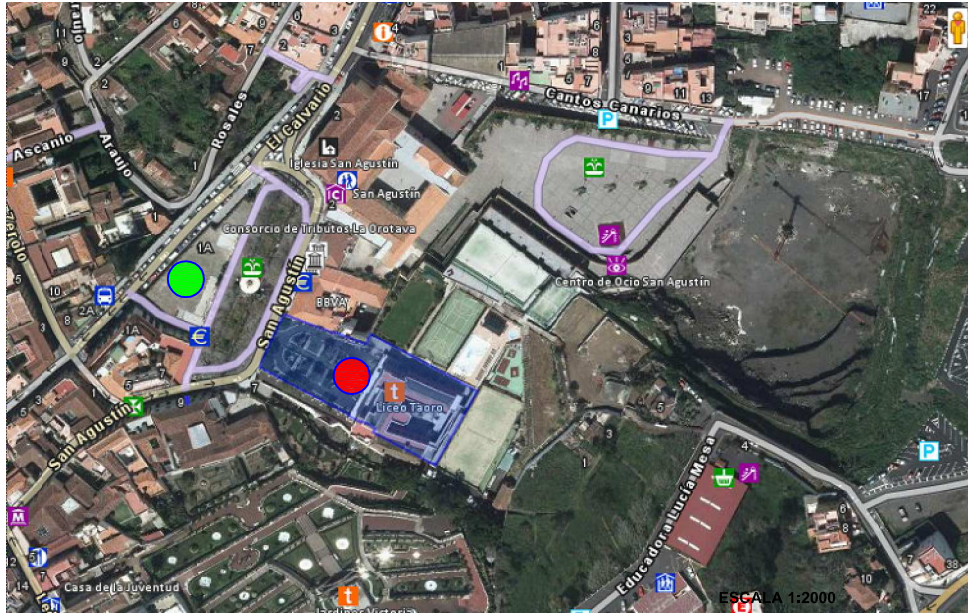 Ascanio
Araujo
Rosales
El Calvario
Cantos Canarios
Iglesia San Agustín
San Agustín
Consorcio de Tributos La Orotava
1A
Centro de Ocio San Agustín
BBVA
San Agustín
2A
1A
Liceo Taoro
San Agustín
Educadora Lucía Mesa
Casa de la Juventud
Jardines Victoria
ESCALA 1:2000